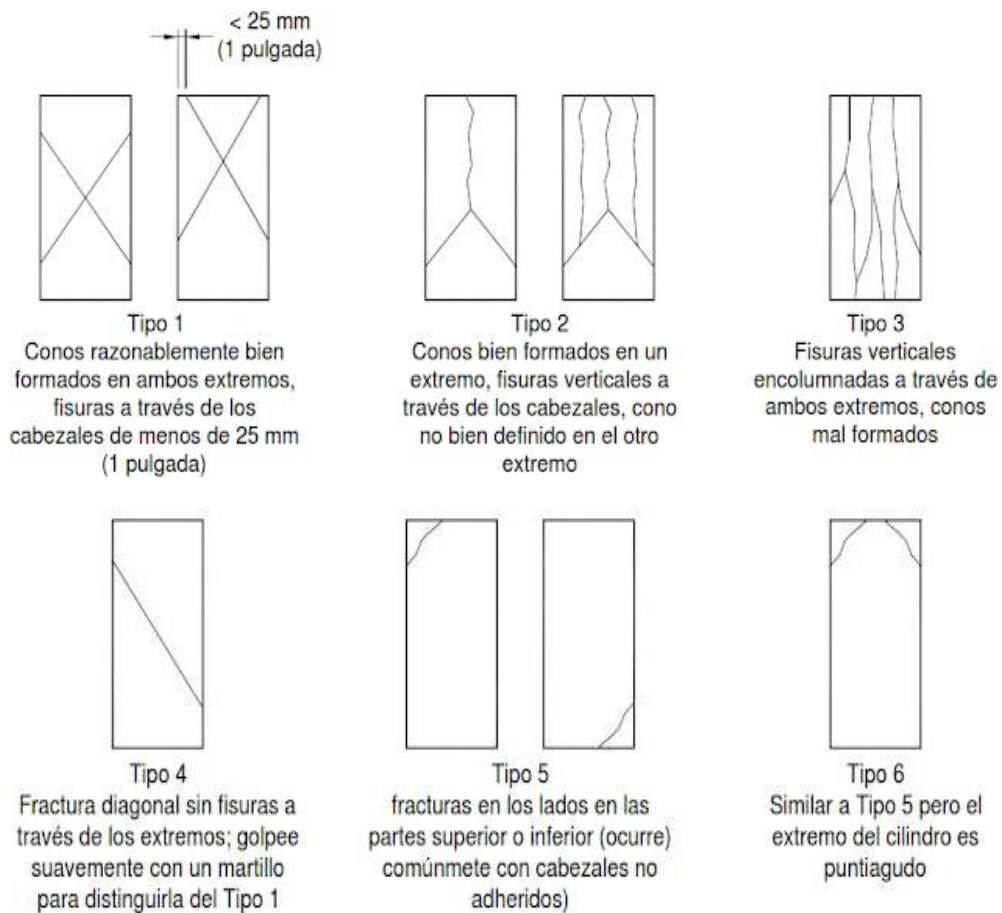 < 25 mm
(1 pulgada)
Tipo 1
Conos razonablemente bien
formados en ambos extremos,
fisuras a través de los
cabezales de menos de 25 mm
(1 pulgada)
Tipo 2
Conos bien formados en un
extremo, fisuras verticales a
través de los cabezales, cono
no bien definido en el otro
extremo
Tipo 3
Fisuras verticales
encolumnadas a través de
ambos extremos, conos
mal formados
Tipo 4
Fractura diagonal sin fisuras a
través de los extremos; golpee
suavemente con un martillo
para distinguirla del Tipo 1
Tipo 5
fracturas en los lados en las
partes superior o inferior (ocurre)
comúnmete con cabezales no
adheridos)
Tipo 6
Similar a Tipo 5 pero el
extremo del cilindro es
puntiagudo